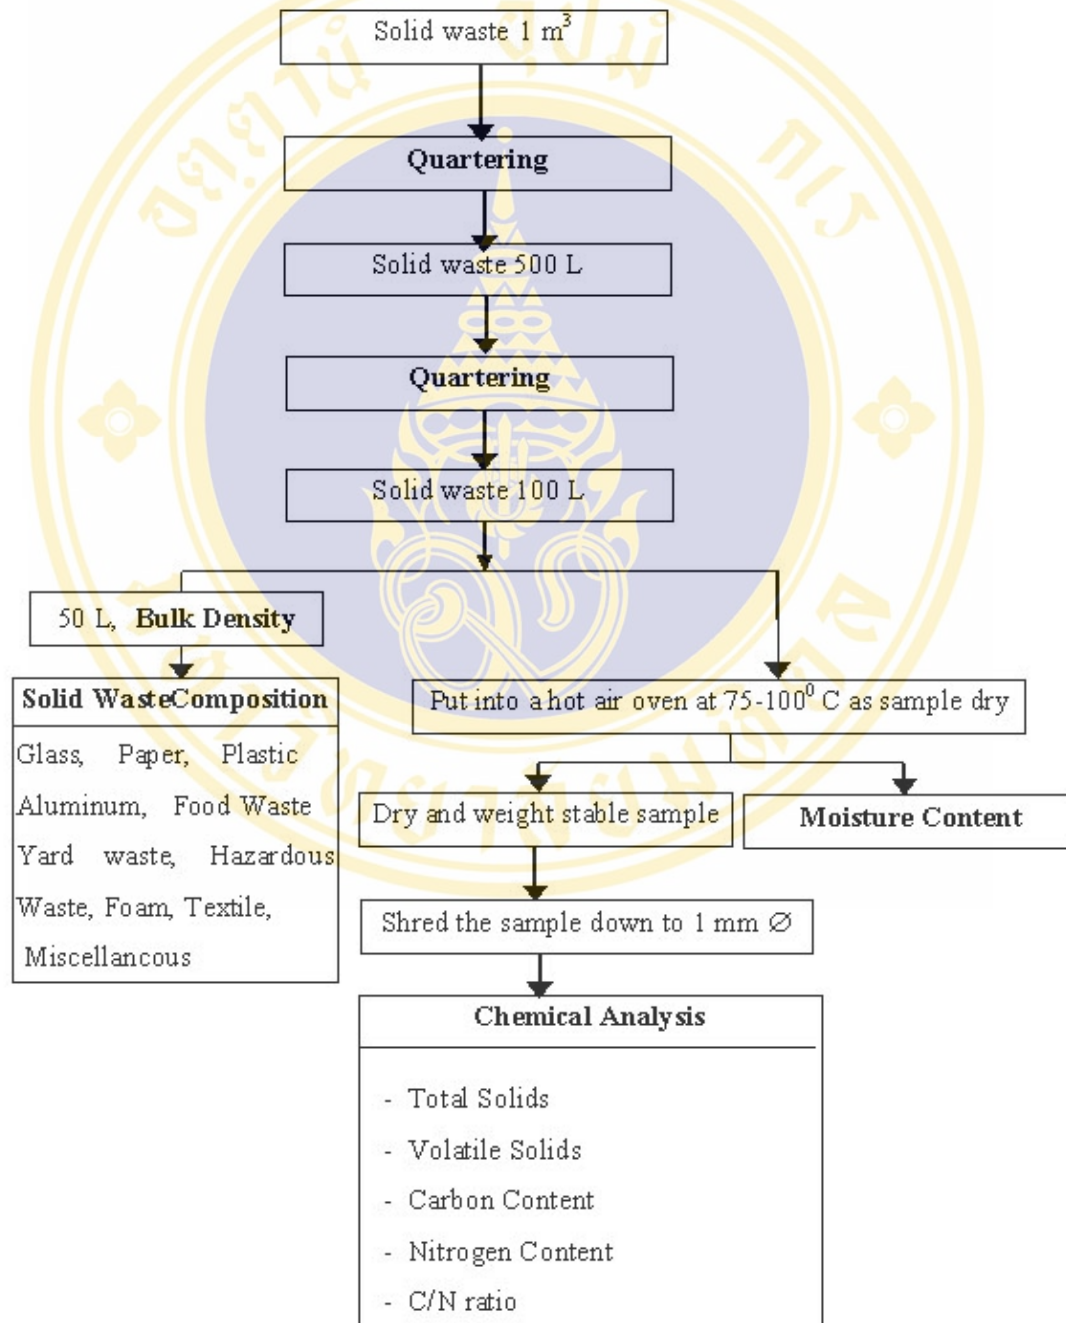 Solid waste 1 m³
Quartering
Solid waste 500 L
Quartering
Solid waste 100 L
50 L, Bulk Density
Solid WasteComposition
Glass, Paper, Plastic
Aluminum, Food Waste
Yard waste, Hazardous
Waste, Foam, Textile,
Miscellancous
Put into a hot air oven at 75-100⁰ C as sample dry
Dry and weight stable sample
Moisture Content
Shred the sample down to 1 mm ∅
Chemical Analysis
- Total Solids
- Volatile Solids
- Carbon Content
- Nitrogen Content
- C/N ratio